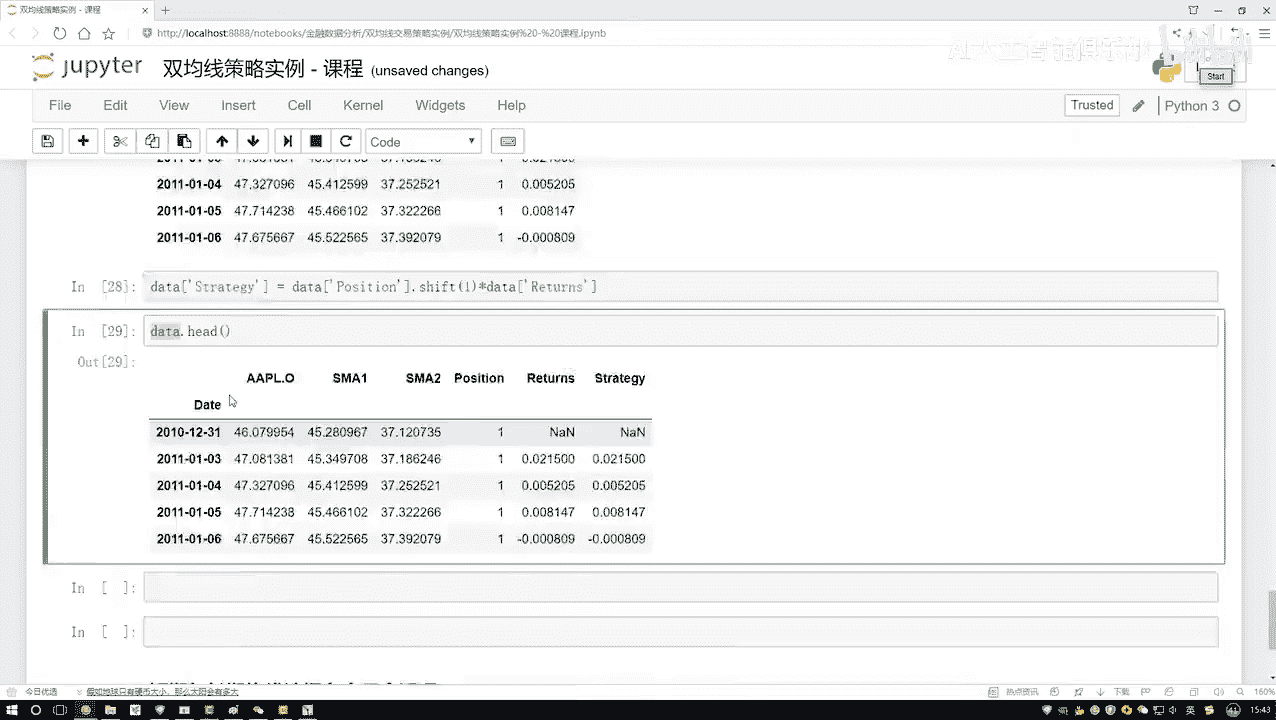 双均线策略实例 - 课程
http://localhost:8888/notebooks/金融数据分析/双均线交易策略实例/双均线策略实例%20-%20课程.ipynb
jupyter 双均线策略实例 - 课程 (unsaved changes)
Start
File Edit View Insert Cell Kernel Widgets Help
Trusted
Python 3
Code
2011-01-04 47.327096 45.412599 37.252521 1 0.005205
2011-01-05 47.714238 45.466102 37.322266 1 0.008147
2011-01-06 47.675667 45.522565 37.392079 1 -0.000809
In [28]: data['Strategy'] = data['Position'].shift(1)*data['Returns']
In [29]: data.head()
Out[29]:
AAPL.O SMA1 SMA2 Position Returns Strategy
Date
2010-12-31 46.079954 45.280967 37.120735 1 NaN NaN
2011-01-03 47.081381 45.349708 37.186246 1 0.021500 0.021500
2011-01-04 47.327096 45.412599 37.252521 1 0.005205 0.005205
2011-01-05 47.714238 45.466102 37.322266 1 0.008147 0.008147
2011-01-06 47.675667 45.522565 37.392079 1 -0.000809 -0.000809
In [ ]:
In [ ]:
今日优选 假如地球只有硬币大小，那么太阳会有多大
热点资讯 下载 160%
英 15:43